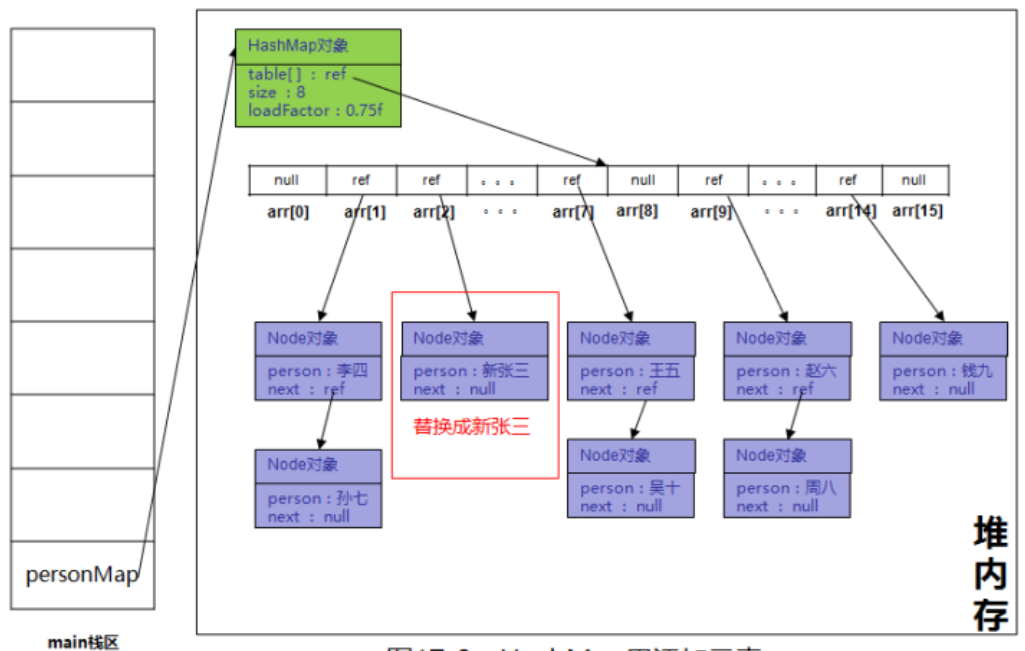 HashMap对象
table[] : ref
size : 8
loadFactor : 0.75f
null ref ref 。。。 ref null ref 。。。 ref null
arr[0] arr[1] arr[2] 。。。 arr[7] arr[8] arr[9] 。。。 arr[14] arr[15]
Node对象
person : 李四
next : ref
Node对象
person : 新张三
next : null
替换成新张三
Node对象
person : 王五
next : ref
Node对象
person : 赵六
next : ref
Node对象
person : 钱九
next : null
Node对象
person : 孙七
next : null
Node对象
person : 吴十
next : null
Node对象
person : 周八
next : null
堆
内
存
personMap
main栈区